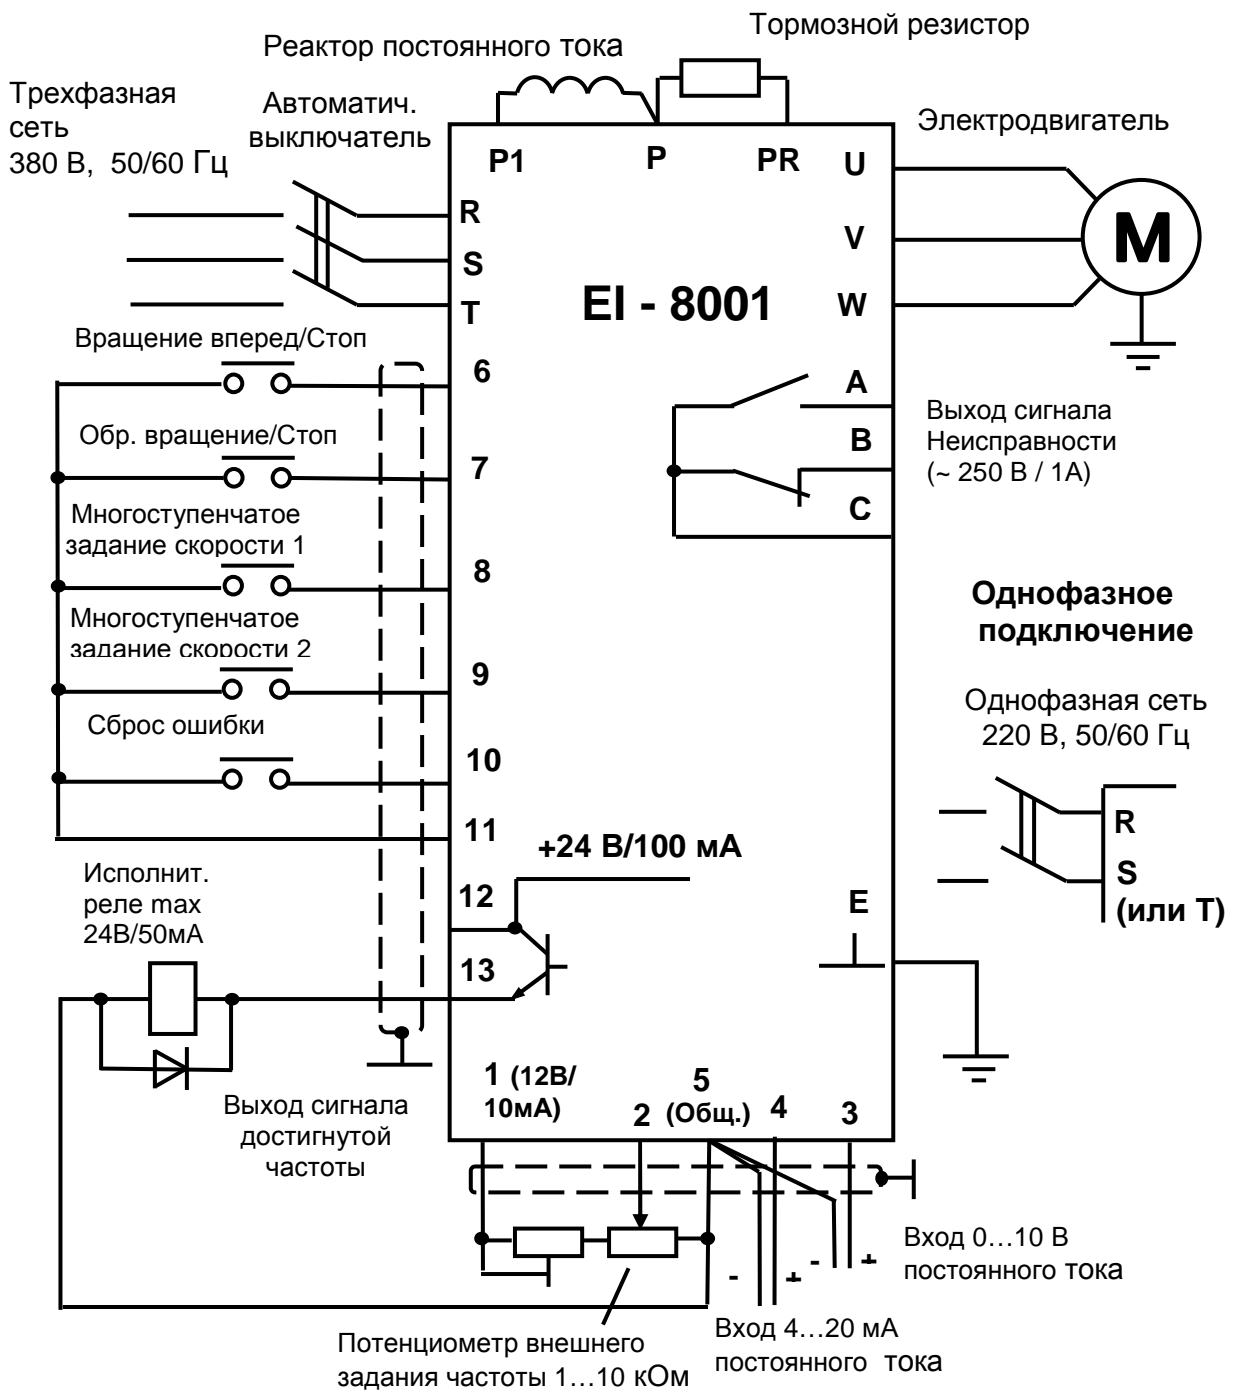 Тормозной резистор
Реактор постоянного тока
Трехфазная
сеть
380 В, 50/60 Гц
Автоматич.
выключатель
Электродвигатель
P1
P
PR
U
V
W
M
R
S
T
EI - 8001
Вращение вперед/Стоп
6
Обр. вращение/Стоп
7
Многоступенчатое
задание скорости 1
8
Многоступенчатое
задание скорости 2
9
Сброс ошибки
10
11
A
B
C
Выход сигнала
Неисправности
(~ 250 В / 1А)
Однофазное
подключение
Однофазная сеть
220 В, 50/60 Гц
R
S
(или T)
+24 В/100 мА
Исполнит.
реле max
24В/50мА
12
13
E
1 (12В/
10мА)
2
5
(Общ.)
4
3
Выход сигнала
достигнутой
частоты
- +
- +
Вход 0…10 В
постоянного тока
Вход 4…20 мА
постоянного тока
Потенциометр внешнего
задания частоты 1…10 кОм